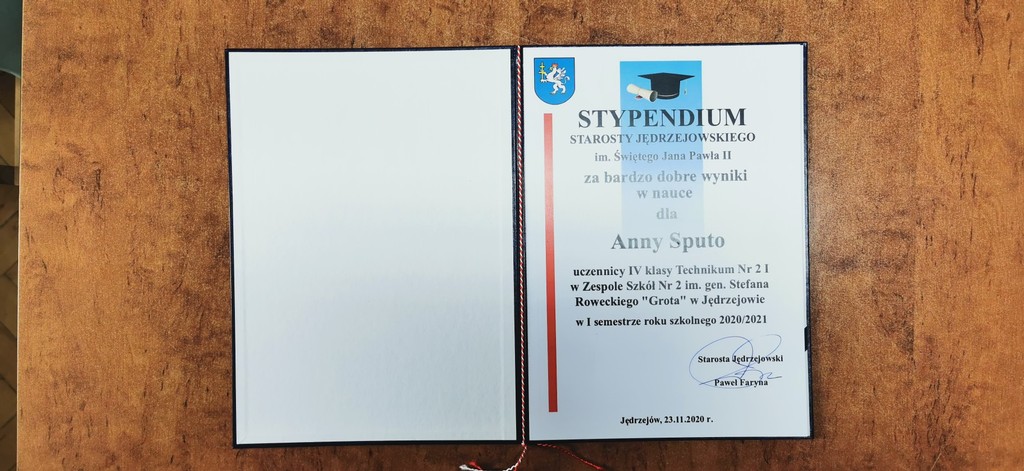 STYPENDIUM
STAROSTY JĘDRZEJOWSKIEGO
im. Świętego Jana Pawła II
za bardzo dobre wyniki
w nauce
dla
Anny Sputo
uczennicy IV klasy Technikum Nr 2 I
w Zespole Szkół Nr 2 im. gen. Stefana
Roweckiego "Grota" w Jędrzejowie
w I semestrze roku szkolnego 2020/2021
Starosta Jędrzejowski
Paweł Faryna
Jędrzejów, 23.11.2020 r.